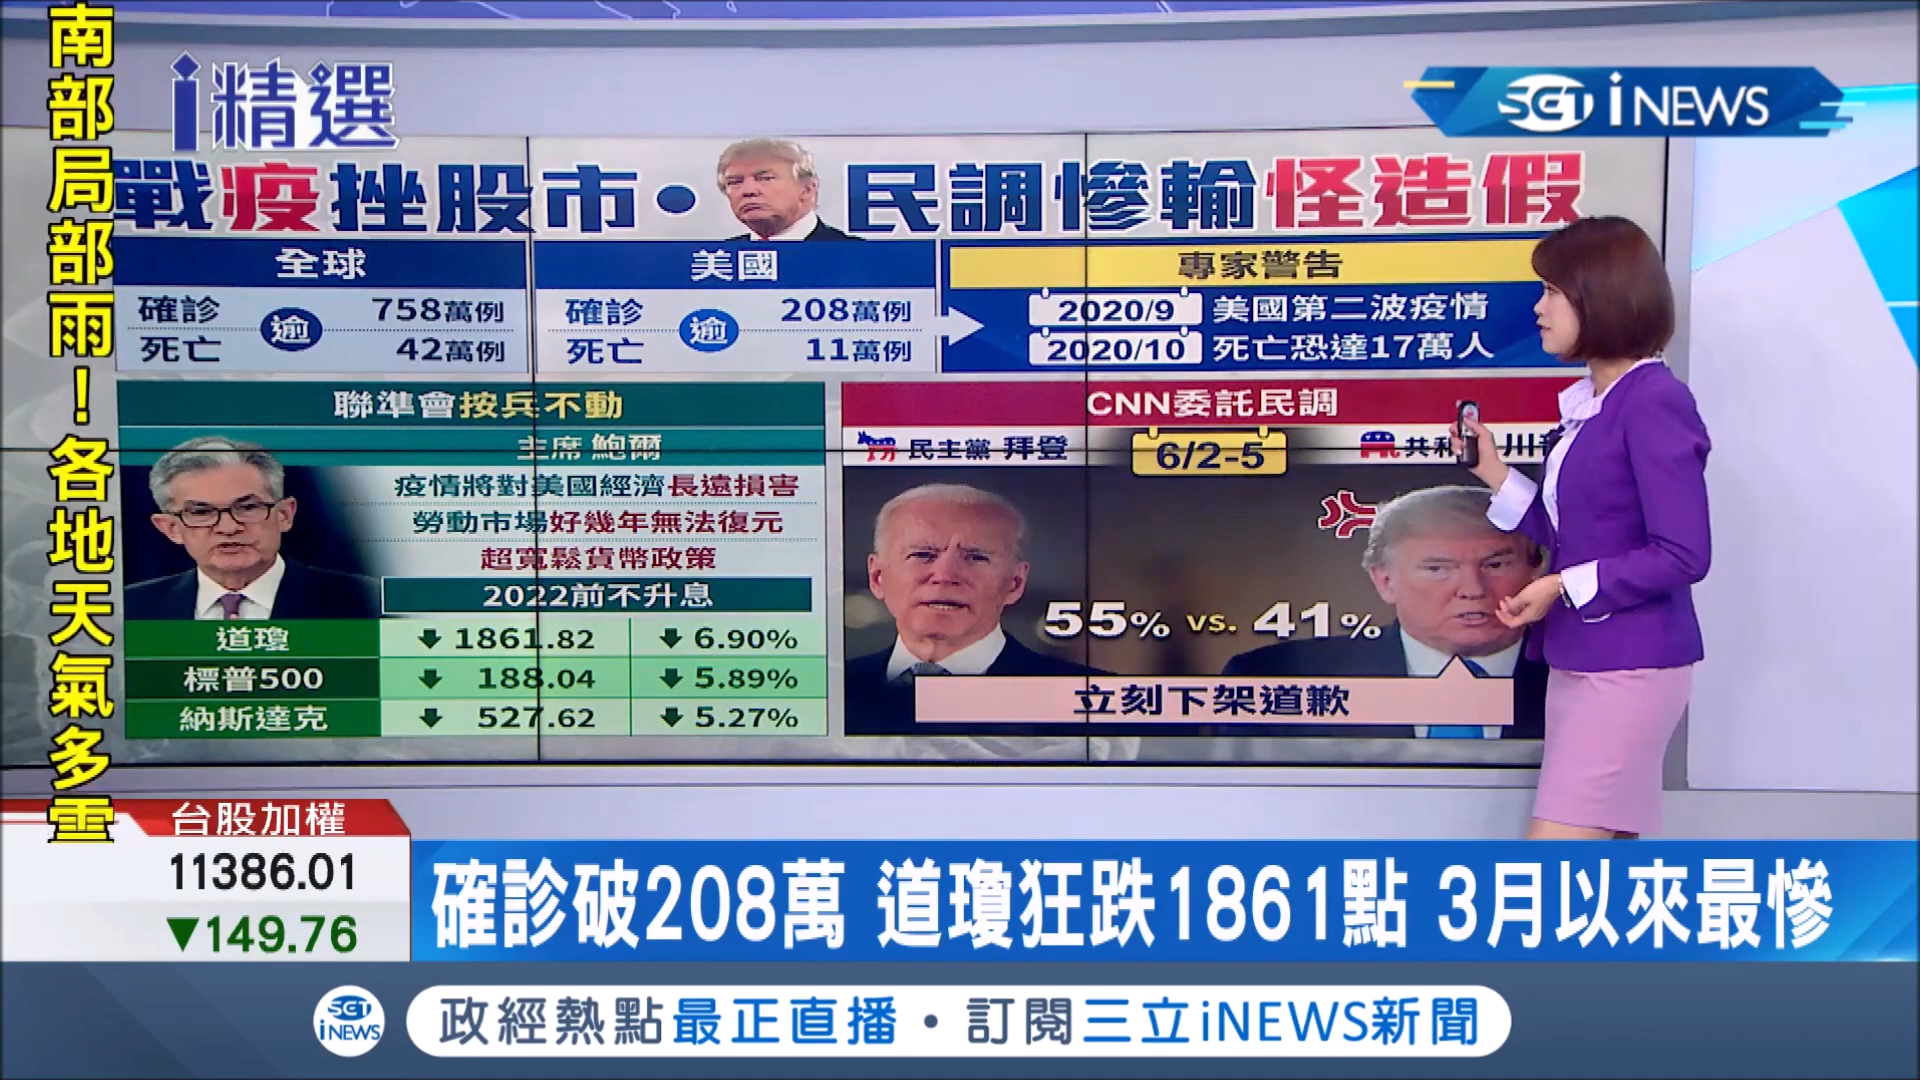 南部局部雨！各地天氣多雲
i精選
SET iNEWS
戰疫挫股市•民調慘輸怪造假
全球
確診 逾 758萬例
死亡 42萬例
美國
確診 逾 208萬例
死亡 11萬例
專家警告
2020/9 美國第二波疫情
2020/10 死亡恐達17萬人
聯準會按兵不動
主席 鮑爾
疫情將對美國經濟長遠損害
勞動市場好幾年無法復元
超寬鬆貨幣政策
2022前不升息
道瓊 ↓ 1861.82 ↓ 6.90%
標普500 ↓ 188.04 ↓ 5.89%
納斯達克 ↓ 527.62 ↓ 5.27%
CNN委託民調
民主黨 拜登 6/2-5 共和 川
55% vs. 41%
立刻下架道歉
台股加權
11386.01
▼149.76
確診破208萬 道瓊狂跌1861點 3月以來最慘
SET iNEWS 政經熱點最正直播•訂閱三立iNEWS新聞